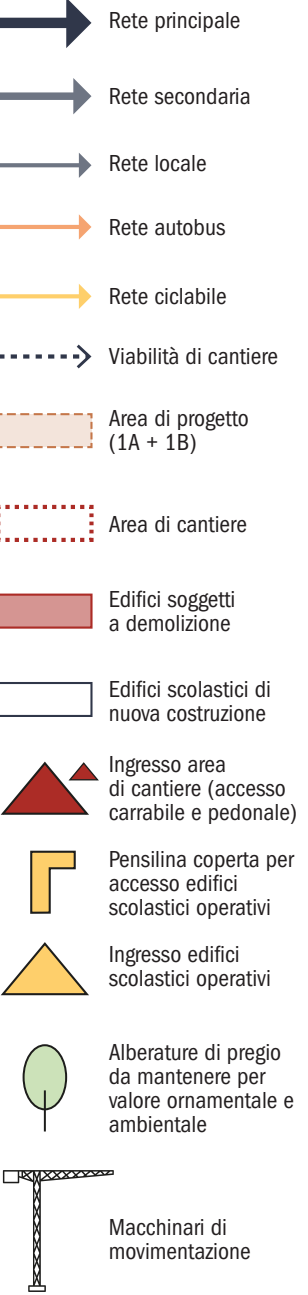 Rete principale
Rete secondaria
Rete locale
Rete autobus
Rete ciclabile
Viabilità di cantiere
Area di progetto
(1A + 1B)
Area di cantiere
Edifici soggetti
a demolizione
Edifici scolastici di
nuova costruzione
Ingresso area
di cantiere (accesso
carrabile e pedonale)
Pensilina coperta per
accesso edifici
scolastici operativi
Ingresso edifici
scolastici operativi
Alberature di pregio
da mantenere per
valore ornamentale e
ambientale
Macchinari di
movimentazione